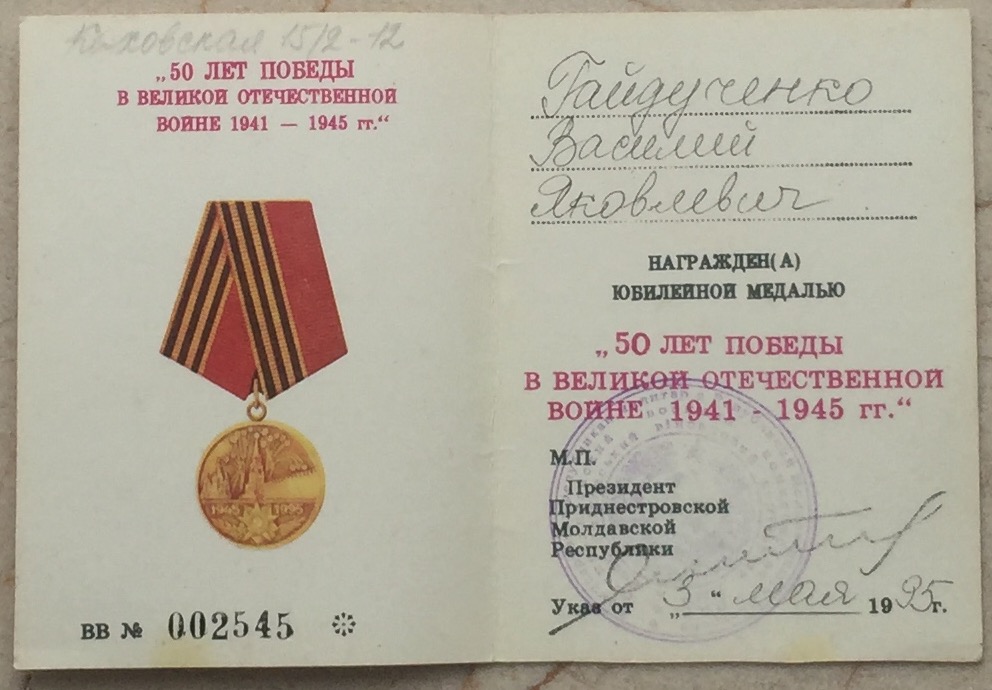 Каховская 15/2-12
„50 ЛЕТ ПОБЕДЫ
В ВЕЛИКОЙ ОТЕЧЕСТВЕННОЙ
ВОЙНЕ 1941 — 1945 гг.“
1945 1995
ВВ № 002545
Гайдученко
Василий
Яковлевич
НАГРАЖДЕН(А)
ЮБИЛЕЙНОЙ МЕДАЛЬЮ
„50 ЛЕТ ПОБЕДЫ
В ВЕЛИКОЙ ОТЕЧЕСТВЕННОЙ
ВОЙНЕ 1941 - 1945 гг.“
М.П.
Президент
Приднестровской
Молдавской
Республики
Указ от „3“ мая 1995г.